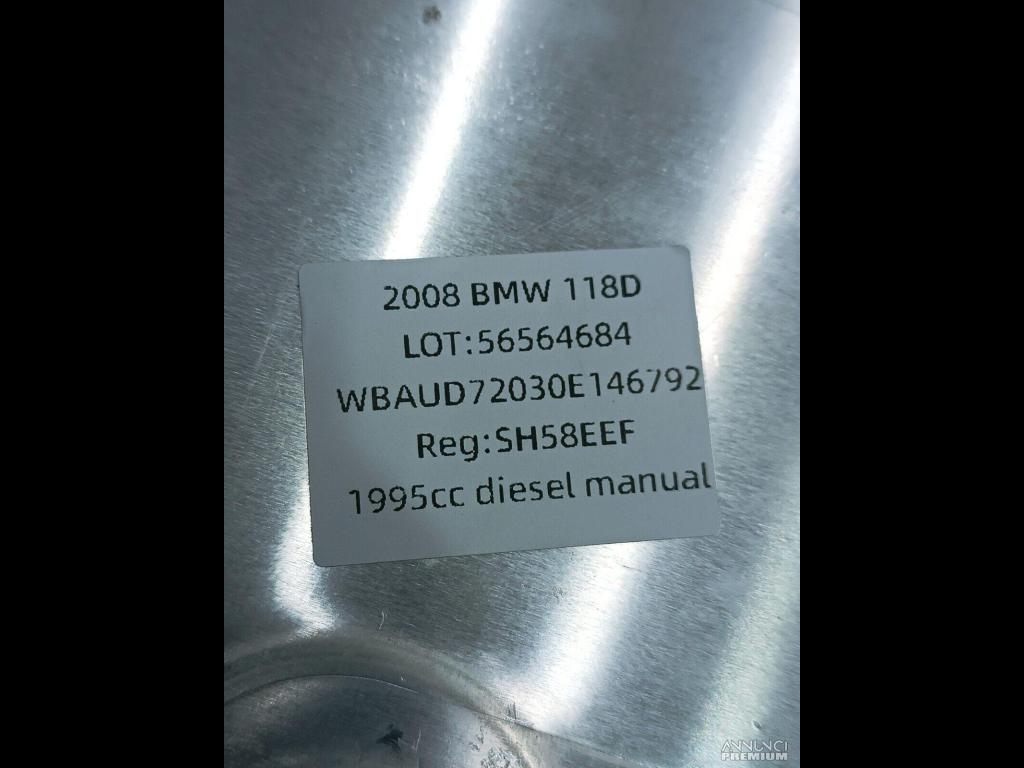 2008 BMW 118D
LOT:56564684
WBAUD72030E146792
Reg:SH58EEF
1995cc diesel manual
ANNUNCI
PREMIUM